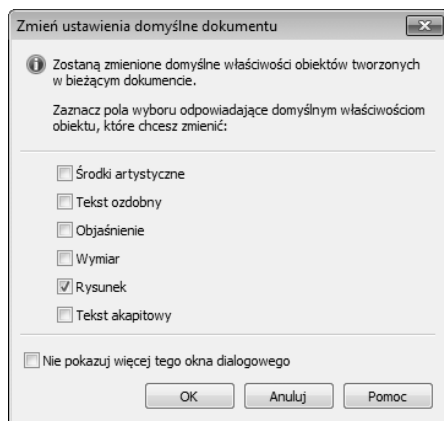 Zmień ustawienia domyślne dokumentu
Zostaną zmienione domyślne właściwości obiektów tworzonych
w bieżącym dokumencie.
Zaznacz pola wyboru odpowiadające domyślnym właściwościom
obiektu, które chcesz zmienić:
Środki artystyczne
Tekst ozdobny
Objaśnienie
Wymiar
Rysunek
Tekst akapitowy
Nie pokazuj więcej tego okna dialogowego
OK Anuluj Pomoc